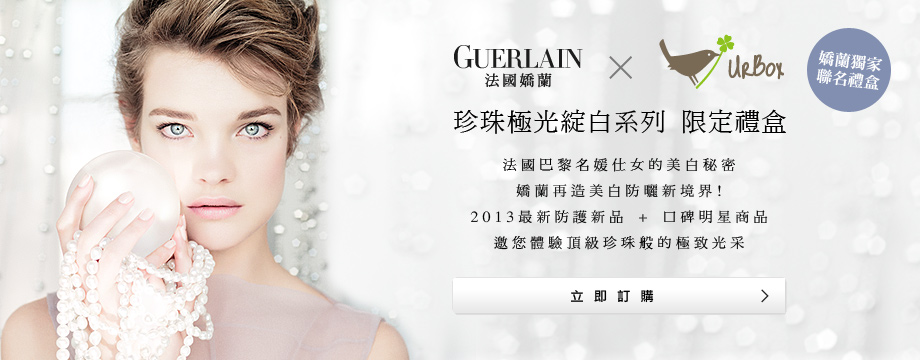 GUERLAIN
法國嬌蘭
×
UrBox
嬌蘭獨家
聯名禮盒
珍珠極光綻白系列 限定禮盒
法國巴黎名媛仕女的美白秘密
嬌蘭再造美白防曬新境界!
2013最新防護新品 + 口碑明星商品
邀您體驗頂級珍珠般的極致光采
立即訂購